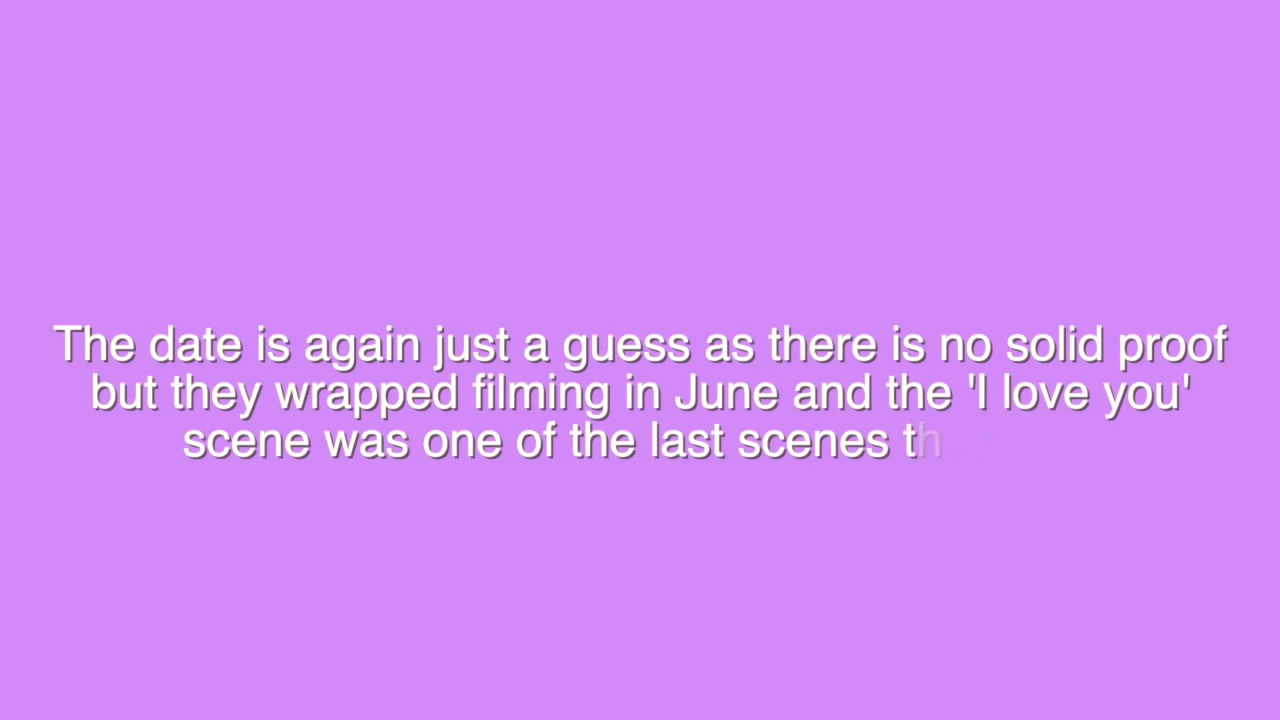 The date is again just a guess as there is no solid proof
but they wrapped filming in June and the 'I love you'
scene was one of the last scenes th